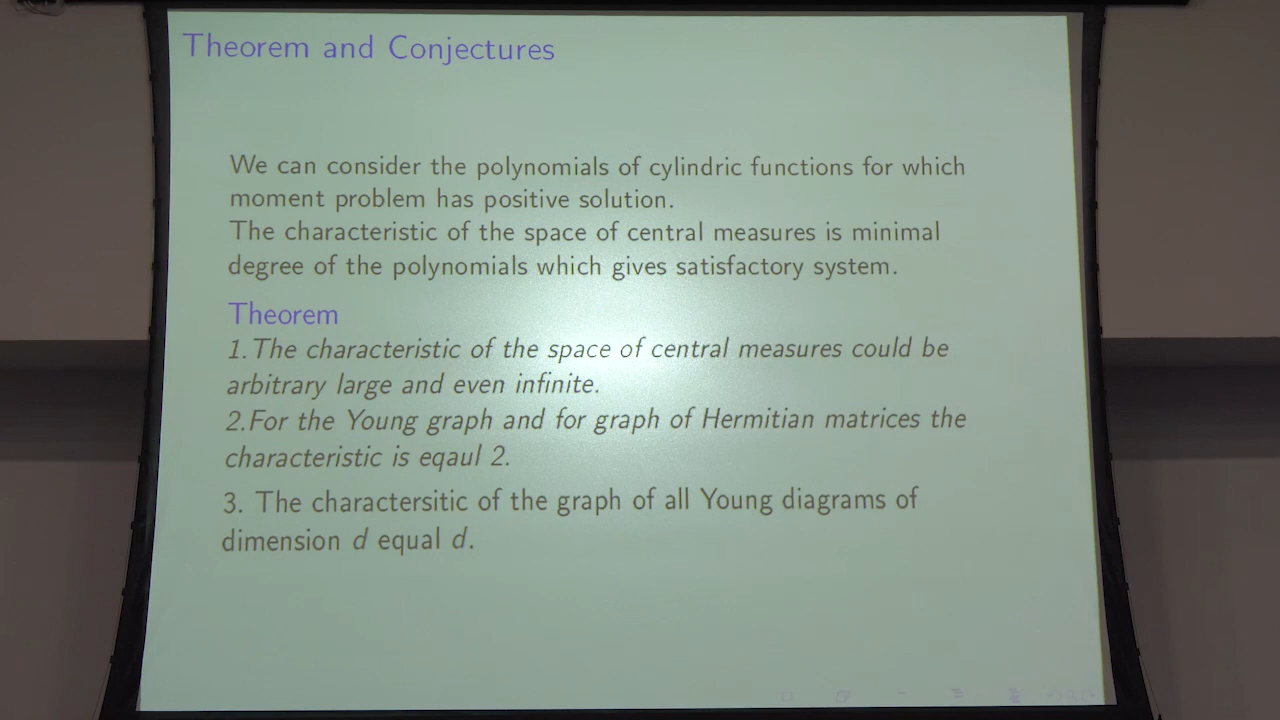 Theorem and Conjectures
We can consider the polynomials of cylindric functions for which
moment problem has positive solution.
The characteristic of the space of central measures is minimal
degree of the polynomials which gives satisfactory system.
Theorem
1.The characteristic of the space of central measures could be
arbitrary large and even infinite.
2.For the Young graph and for graph of Hermitian matrices the
characteristic is eqaul 2.
3. The charactersitic of the graph of all Young diagrams of
dimension d equal d.